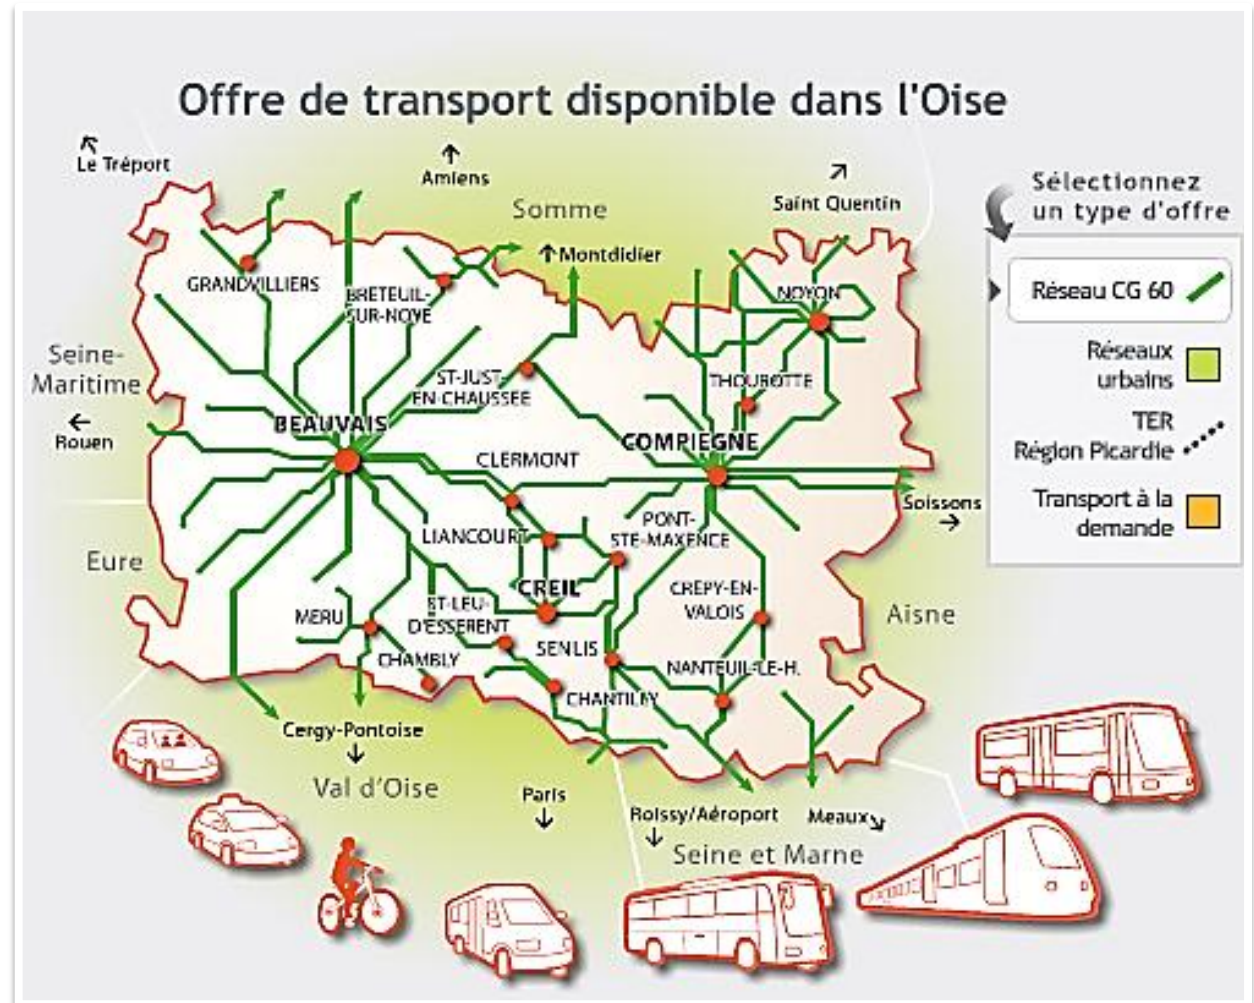 Offre de transport disponible dans l'Oise
Le Tréport
Amiens
Somme
Saint Quentin
Montdidier
Sélectionnez
un type d'offre
Réseau CG 60
Réseaux
urbains
TER
Région Picardie
Transport à la
demande
GRANDVILLIERS
BRETEUIL-
SUR-NOYE
NOYON
Seine-
Maritime
Rouen
ST-JUST-
EN-CHAUSSEE
THOUROTTE
BEAUVAIS
COMPIEGNE
CLERMONT
Soissons
LIANCOURT
PONT-
STE-MAXENCE
Eure
CREIL
CREPY-EN-
VALOIS
Aisne
MERU
ST-LEU-
D'ESSERENT
SENLIS
CHAMBLY
NANTEUIL-LE-H.
CHANTILLY
Cergy-Pontoise
Val d'Oise
Paris
Roissy/Aéroport
Meaux
Seine et Marne